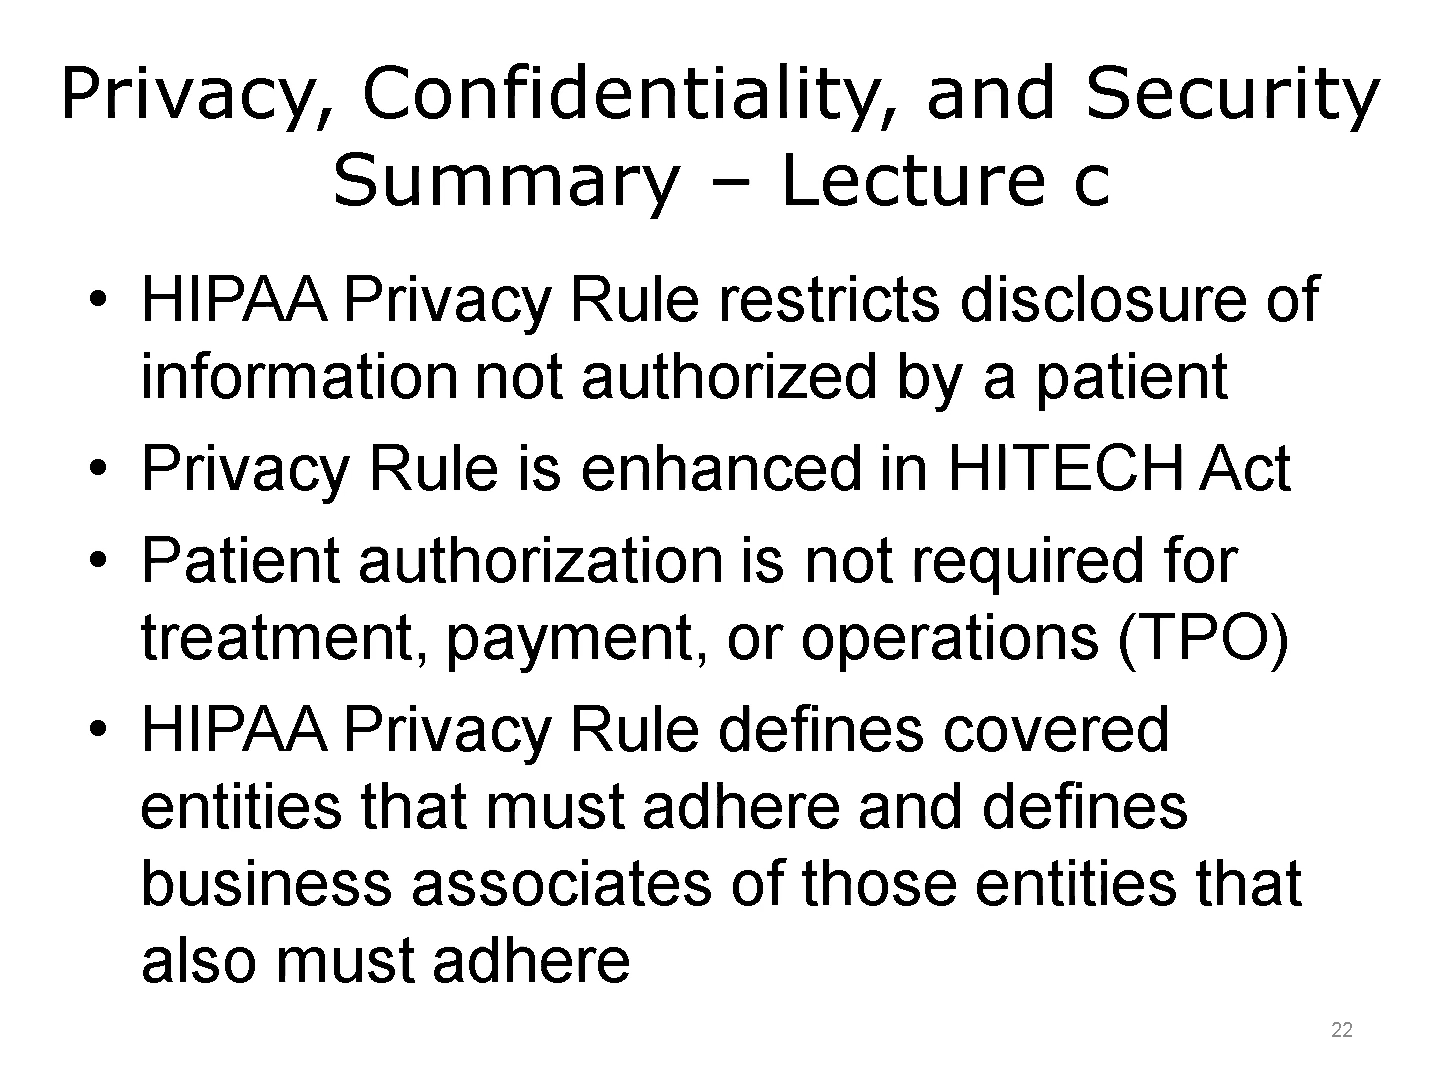 Privacy, Confidentiality, and Security
Summary – Lecture c
• HIPAA Privacy Rule restricts disclosure of
information not authorized by a patient
• Privacy Rule is enhanced in HITECH Act
• Patient authorization is not required for
treatment, payment, or operations (TPO)
• HIPAA Privacy Rule defines covered
entities that must adhere and defines
business associates of those entities that
also must adhere
22